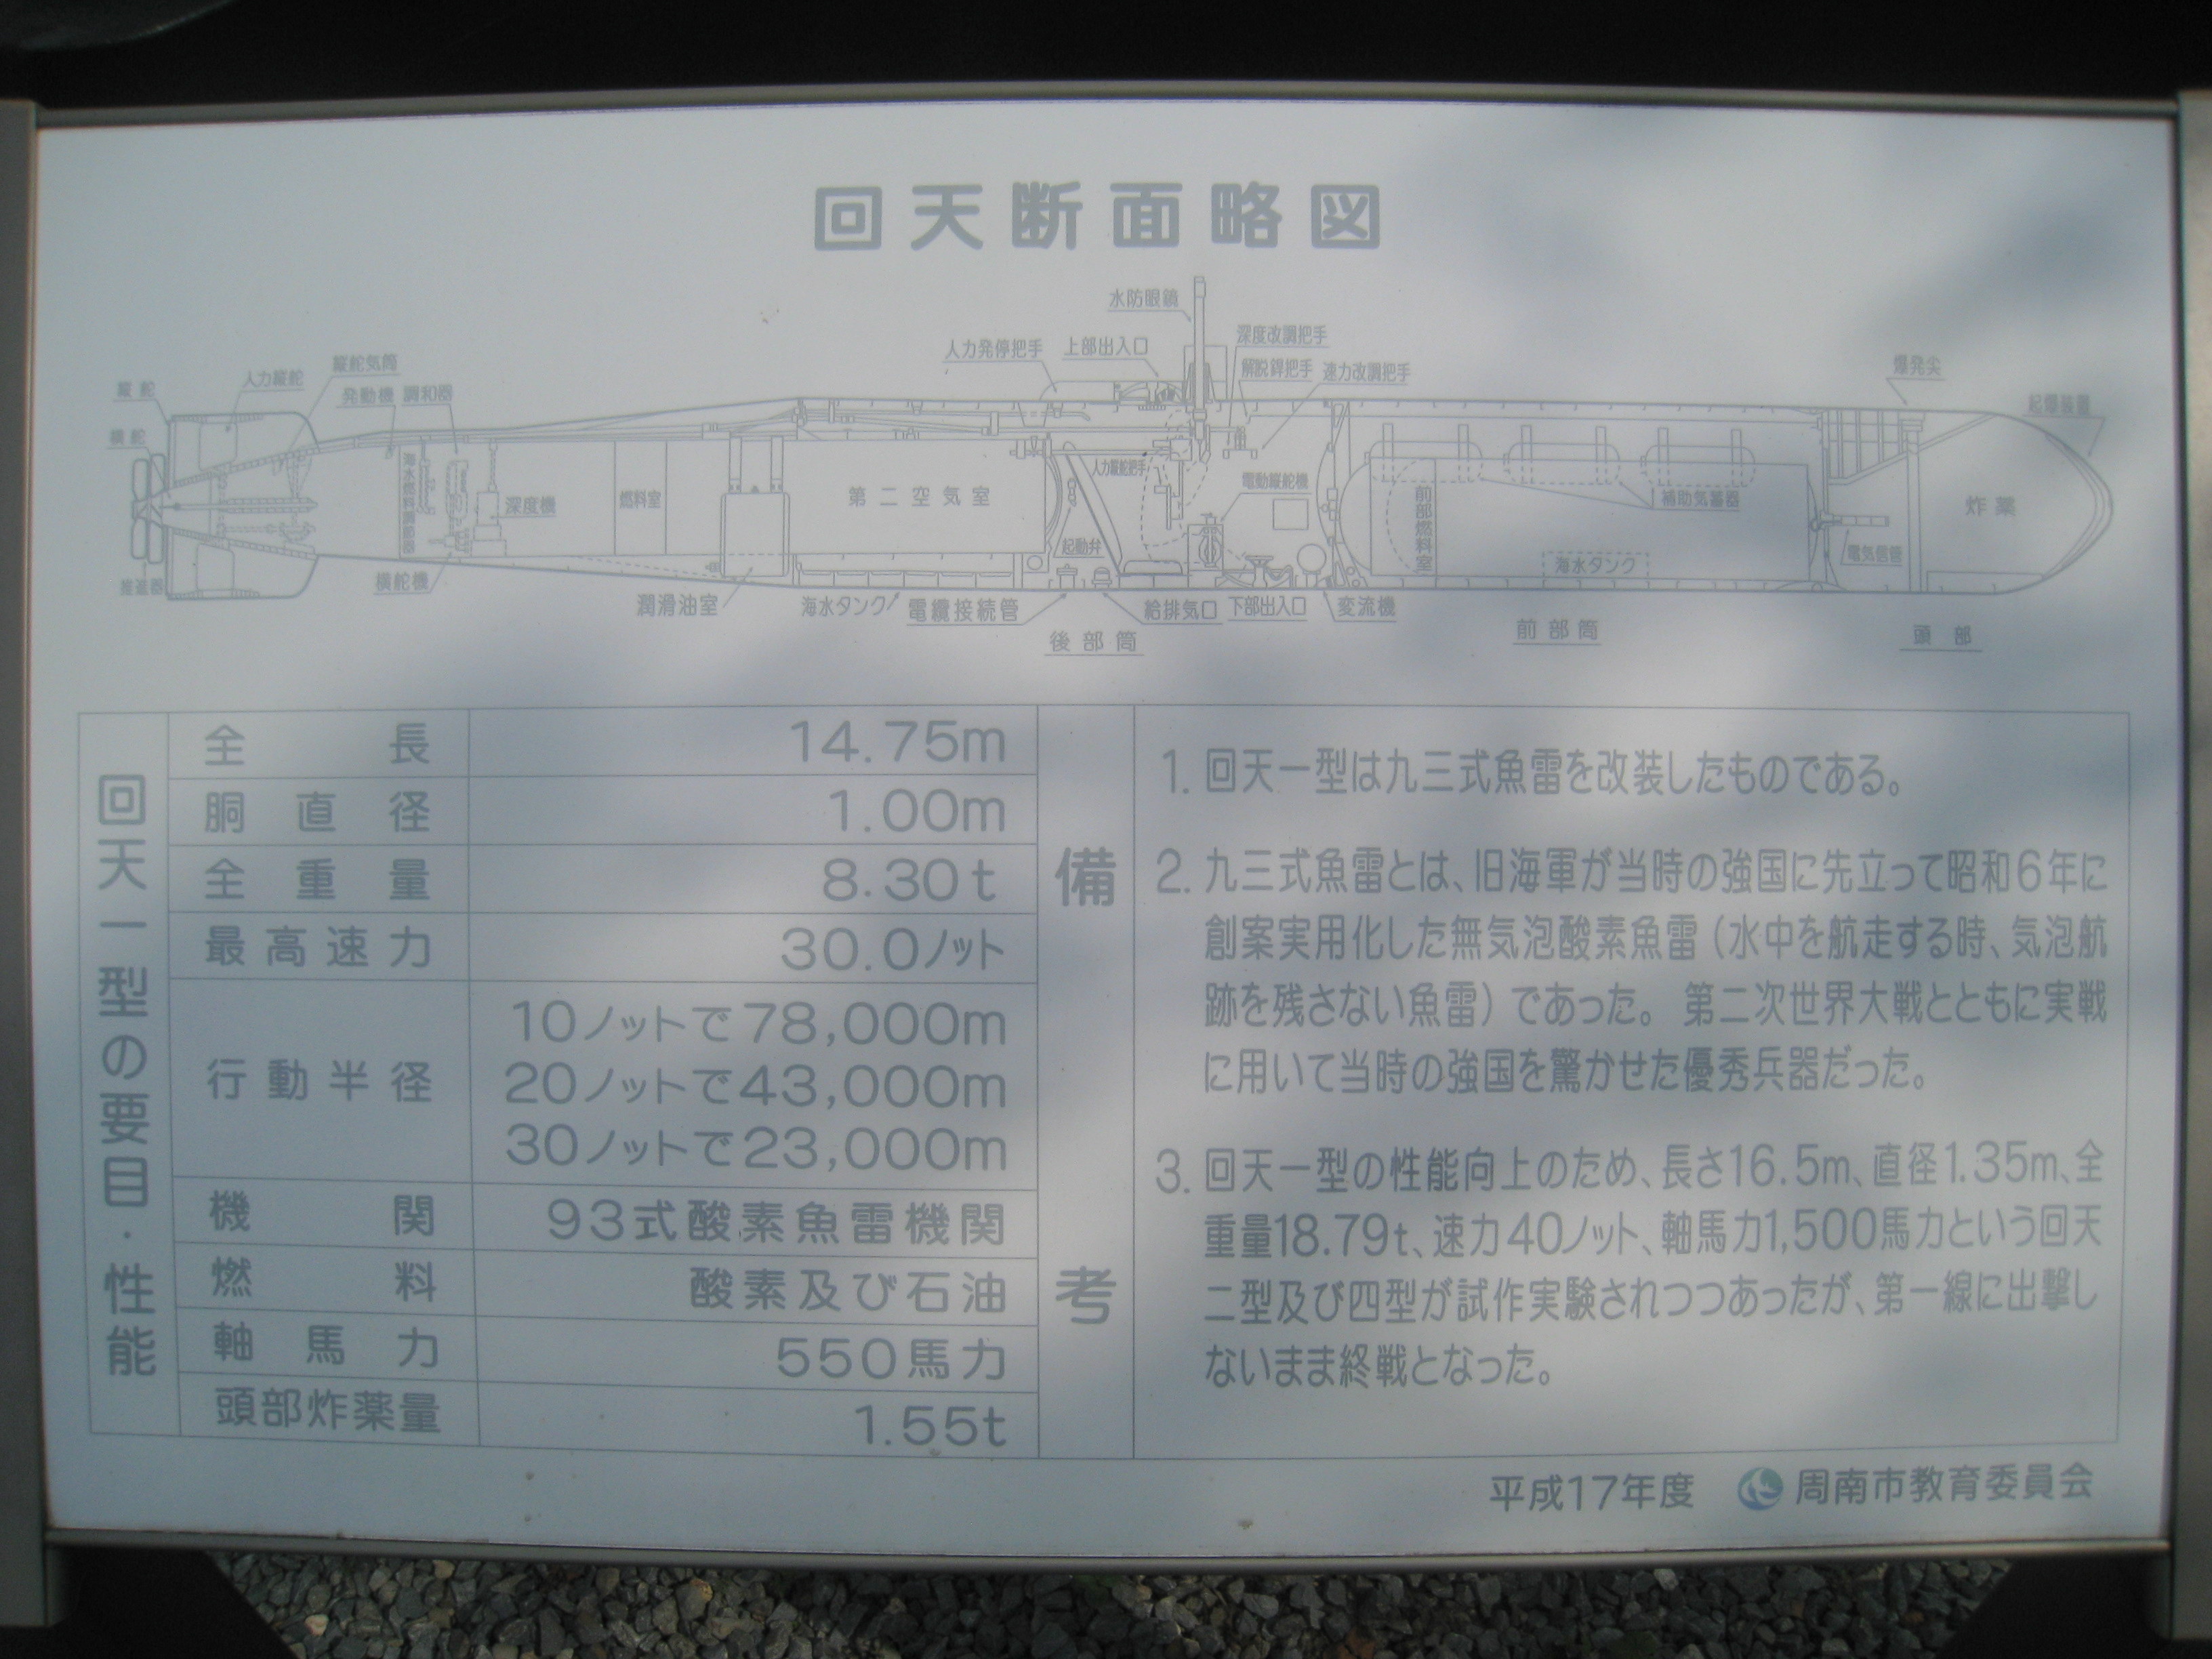 回天断面略図
水防眼鏡
人力発停把手
上部出入口
深度改調把手
解脱鍔把手
速力改調把手
爆発尖
起爆装置
縦舵
人力縦舵
縦舵気筒
発動機
調和器
横舵
海水燃料調節器
深度機
燃料室
第二空気室
人力縦舵把手
電動縦舵機
前部燃料室
補助気蓄器
炸薬
起動弁
海水タンク
電気信管
推進器
横舵機
潤滑油室
海水タンク
電纜接続管
給排気口
下部出入口
変流機
後部筒
前部筒
頭部
回天一型の要目・性能
全長 14.75m
胴直径 1.00m
全重量 8.30t
最高速力 30.0ノット
行動半径
10ノットで78,000m
20ノットで43,000m
30ノットで23,000m
機関 93式酸素魚雷機関
燃料 酸素及び石油
軸馬力 550馬力
頭部炸薬量 1.55t
備考
1. 回天一型は九三式魚雷を改装したものである。
2. 九三式魚雷とは、旧海軍が当時の強国に先立って昭和6年に
創案実用化した無気泡酸素魚雷（水中を航走する時、気泡航
跡を残さない魚雷）であった。第二次世界大戦とともに実戦
に用いて当時の強国を驚かせた優秀兵器だった。
3. 回天一型の性能向上のため、長さ16.5m、直径1.35m、全
重量18.79t、速力40ノット、軸馬力1,500馬力という回天
二型及び四型が試作実験されつつあったが、第一線に出撃し
ないまま終戦となった。
平成17年度 周南市教育委員会